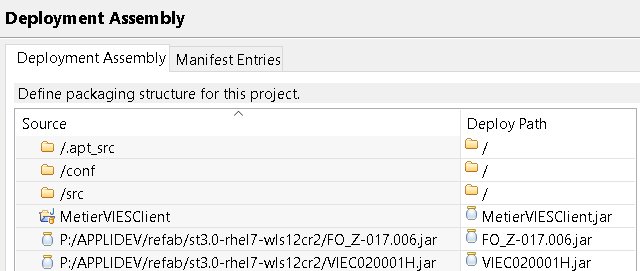 Deployment Assembly
Deployment Assembly Manifest Entries
Define packaging structure for this project.
Source Deploy Path
/.apt_src /
/conf /
/src /
MetierVIESClient MetierVIESClient.jar
P:/APPLIDEV/refab/st3.0-rhel7-wls12cr2/FO_Z-017.006.jar FO_Z-017.006.jar
P:/APPLIDEV/refab/st3.0-rhel7-wls12cr2/VIEC020001H.jar VIEC020001H.jar